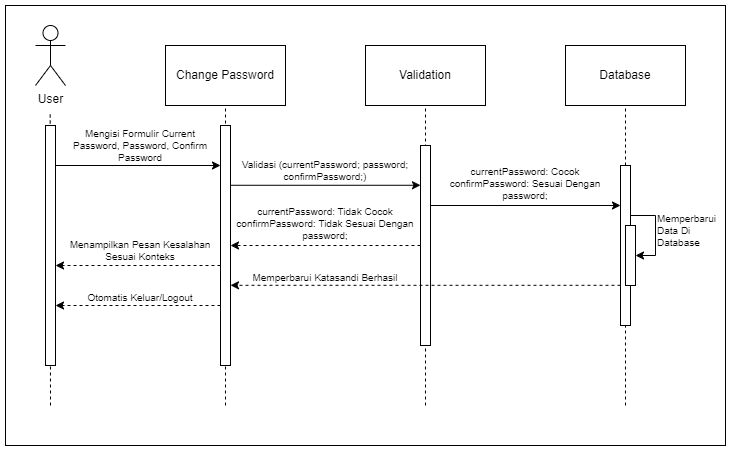 User
Change Password
Validation
Database
Mengisi Formulir Current
Password, Password, Confirm
Password
Validasi (currentPassword; password;
confirmPassword;)
currentPassword: Cocok
confirmPassword: Sesuai Dengan
password;
currentPassword: Tidak Cocok
confirmPassword: Tidak Sesuai Dengan
password;
Memperbarui
Data Di
Database
Menampilkan Pesan Kesalahan
Sesuai Konteks
Memperbarui Katasandi Berhasil
Otomatis Keluar/Logout